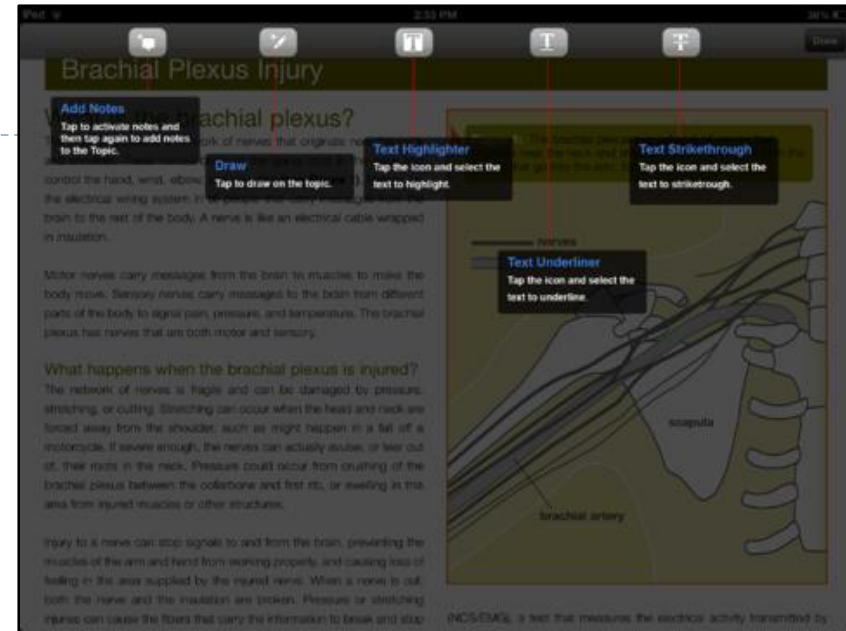 iPod
2:53 PM
38%
Done
Brachial Plexus Injury
Add Notes
Tap to activate notes and
then tap again to add notes
to the Topic.
Draw
Tap to draw on the topic.
Text Highlighter
Tap the icon and select the
text to highlight.
Text Underliner
Tap the icon and select the
text to underline.
Text Strikethrough
Tap the icon and select the
text to striketrough.
brachial plexus?
work of nerves that originate
control the hand, wrist, elbow
the electrical wiring system in
brain to the rest of the body. A nerve is like an electrical cable wrapped
in insulation.
Motor nerves carry messages from the brain to muscles to make the
body move. Sensory nerves carry messages to the brain from different
parts of the body to signal pain, pressure, and temperature. The brachial
plexus has nerves that are both motor and sensory.
What happens when the brachial plexus is injured?
The network of nerves is fragile and can be damaged by pressure,
stretching, or cutting. Stretching can occur when the head and neck are
forced away from the shoulder, such as might happen in a fall off a
motorcycle. If severe enough, the nerves can actually avulse, or tear out
of, their roots in the neck. Pressure could occur from crushing of the
brachial plexus between the collarbone and first rib, or swelling in this
area from injured muscles or other structures.
Injury to a nerve can stop signals to and from the brain, preventing the
muscles of the arm and hand from working properly, and causing loss of
feeling in the area supplied by the injured nerve. When a nerve is cut,
both the nerve and the insulation are broken. Pressure or stretching
injuries can cause the fibers that carry the information to break and stop
nerves
scapula
brachial artery
(NCS/EMG), a test that measures the electrical activity transmitted by